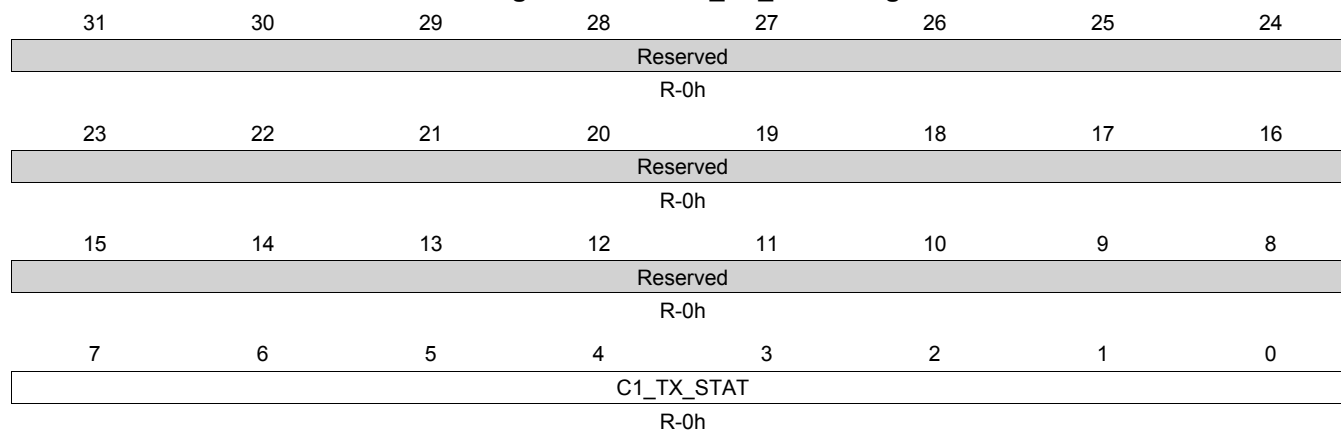 31 30 29 28 27 26 25 24
Reserved
R-0h
23 22 21 20 19 18 17 16
Reserved
R-0h
15 14 13 12 11 10 9 8
Reserved
R-0h
7 6 5 4 3 2 1 0
C1_TX_STAT
R-0h